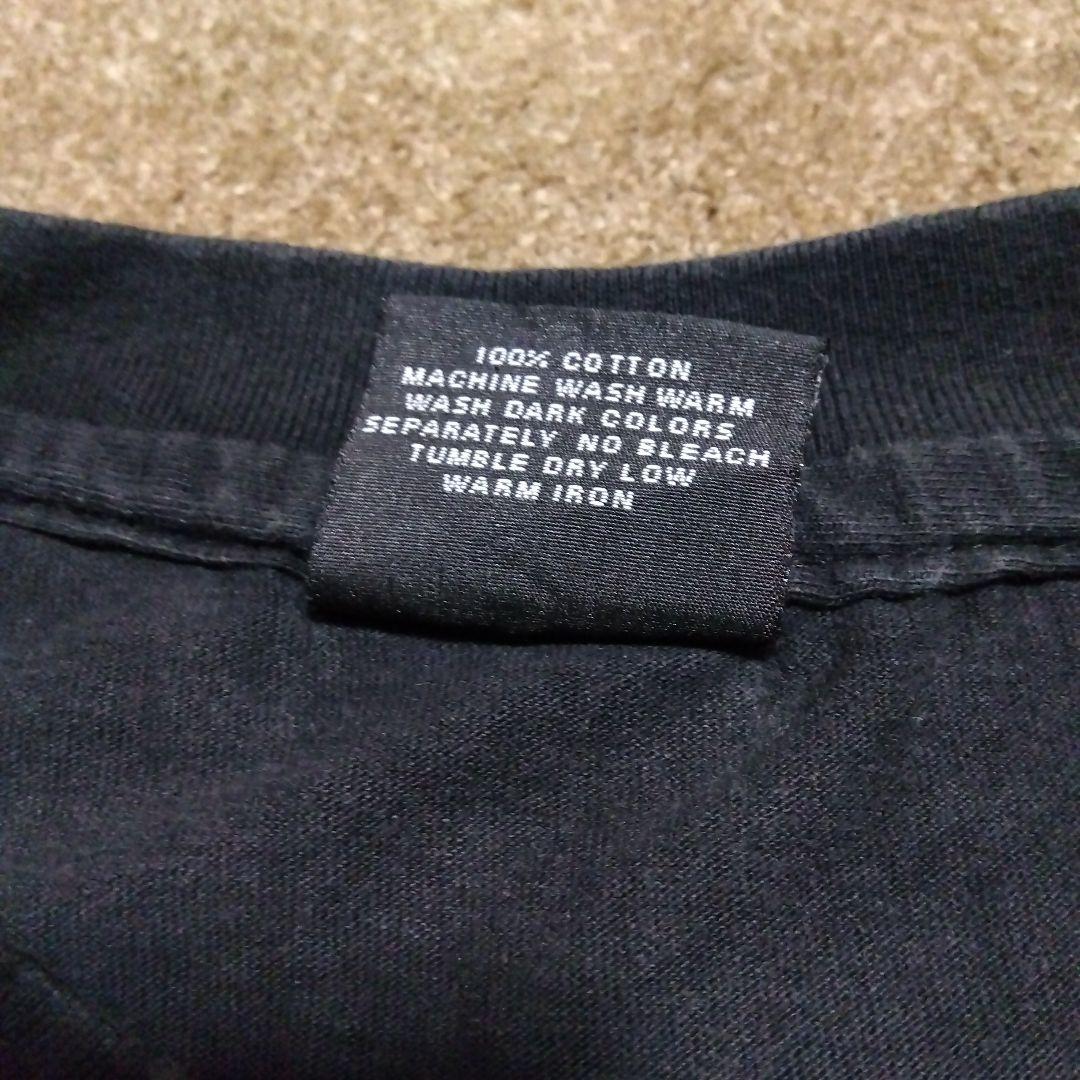 100% COTTON
MACHINE WASH WARM
WASH DARK COLORS
SEPARATELY NO BLEACH
TUMBLE DRY LOW
WARM IRON